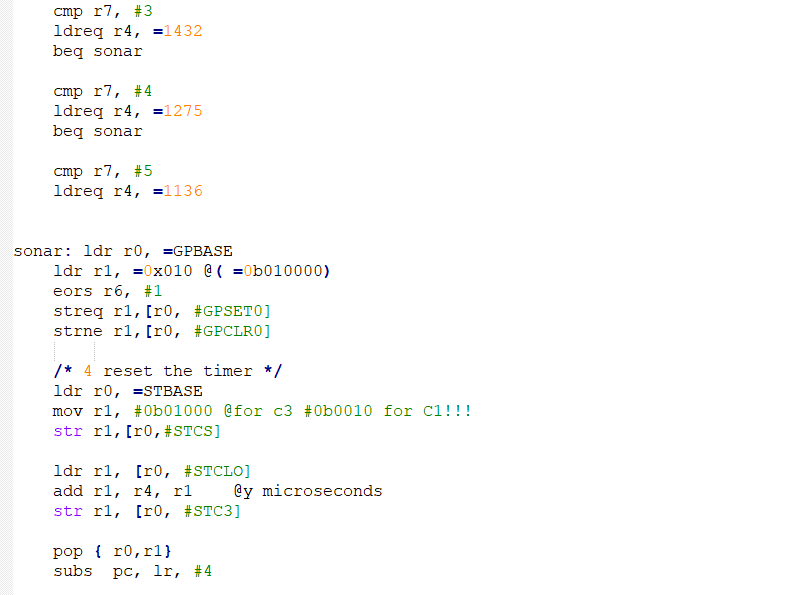 cmp r7, #3
ldreq r4, =1432
beq sonar
cmp r7, #4
ldreq r4, =1275
beq sonar
cmp r7, #5
ldreq r4, =1136
sonar: ldr r0, =GPBASE
ldr r1, =0x010 @( =0b010000)
eors r6, #1
streq r1,[r0, #GPSET0]
strne r1,[r0, #GPCLR0]
/* 4 reset the timer */
ldr r0, =STBASE
mov r1, #0b01000 @for c3 #0b0010 for C1!!!
str r1,[r0,#STCS]
ldr r1, [r0, #STCLO]
add r1, r4, r1    @y microseconds
str r1, [r0, #STC3]
pop { r0,r1}
subs  pc, lr, #4